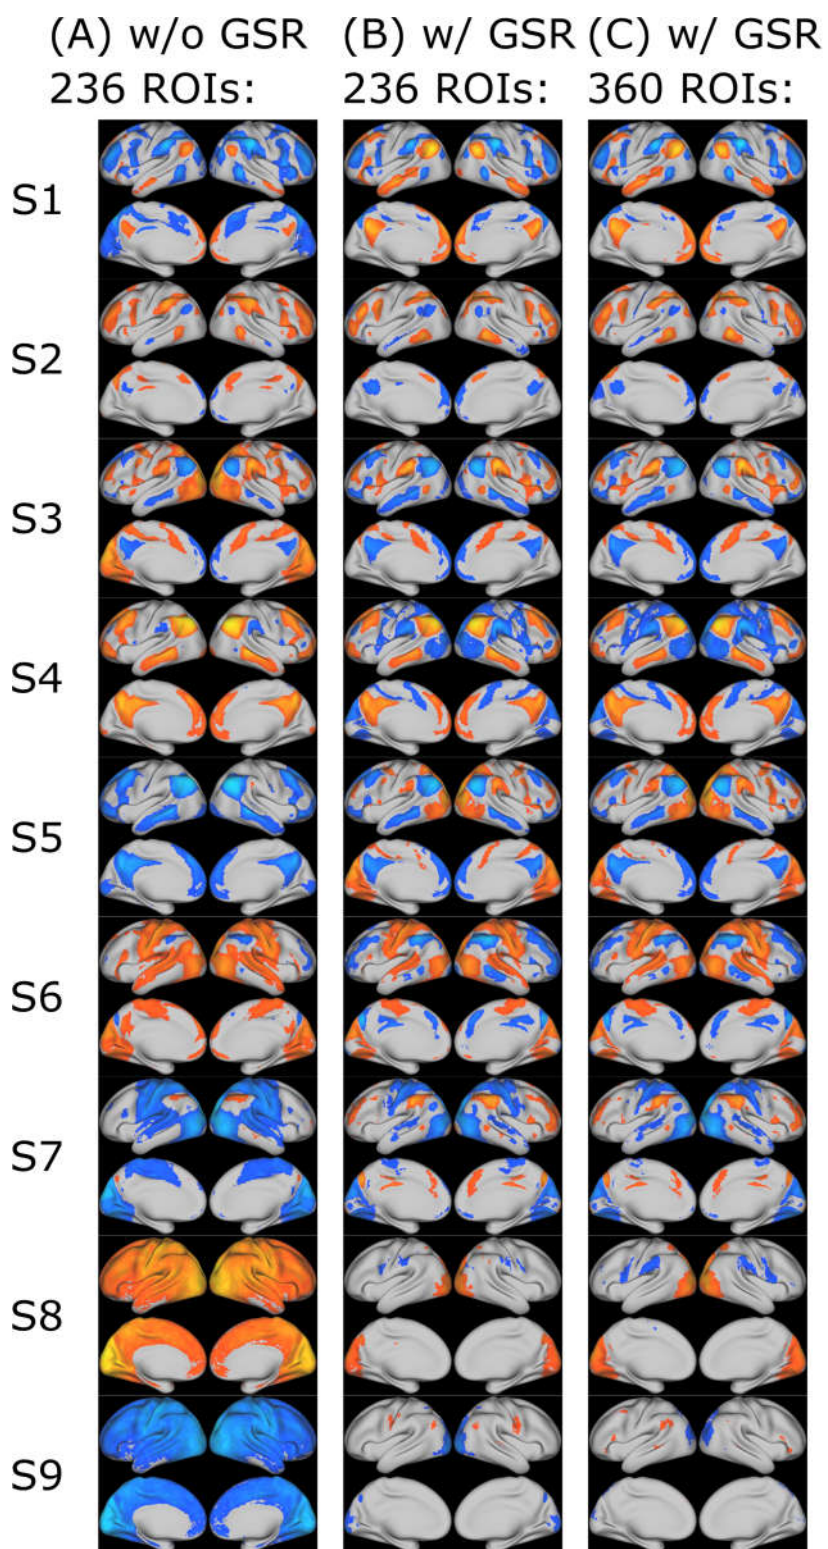 (A) w/o GSR (B) w/ GSR (C) w/ GSR
236 ROIs: 236 ROIs: 360 ROIs:
S1
S2
S3
S4
S5
S6
S7
S8
S9